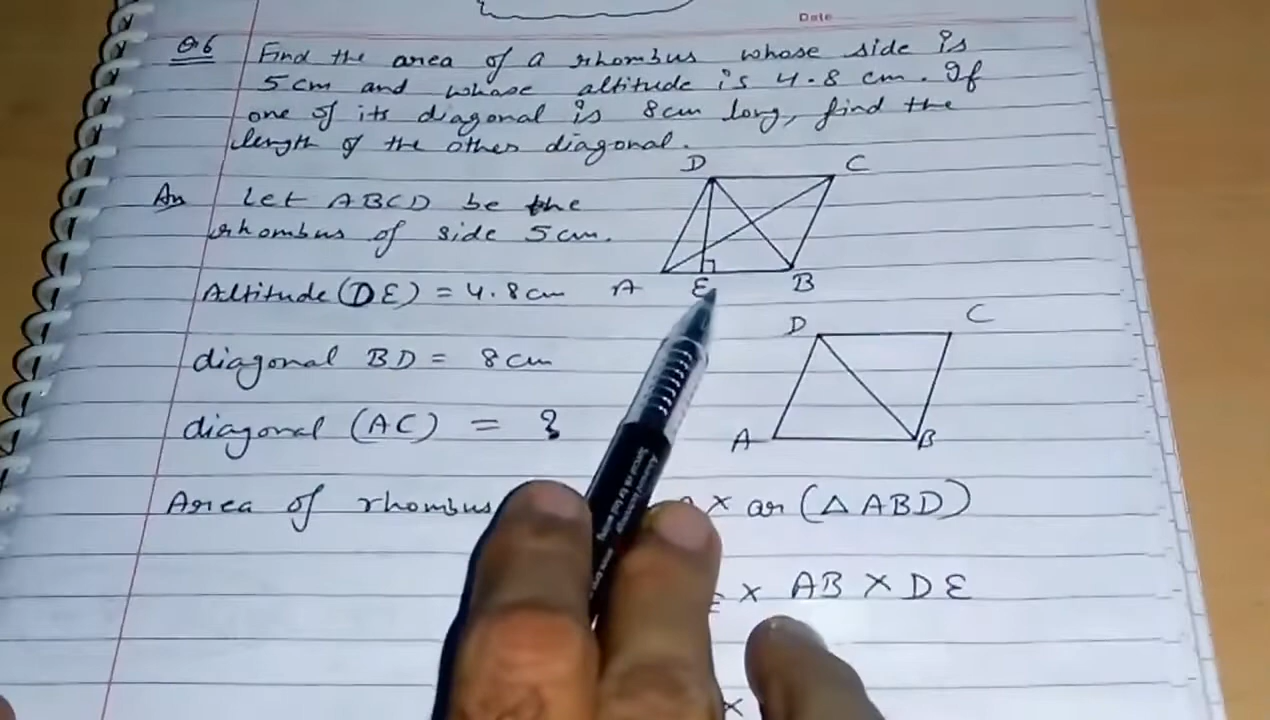 Date
Q.6 Find the area of a rhombus whose side is
5cm and whose altitude is 4.8 cm. If
one of its diagonal is 8cm long, find the
length of the other diagonal.
D C
An Let ABCD be the
rhombus of side 5cm.
Altitude (DE) = 4.8cm A E B
D C
diagonal BD = 8cm
diagonal (AC) = ?
A B
Area of rhombus × ar (△ ABD)
× AB × DE
×